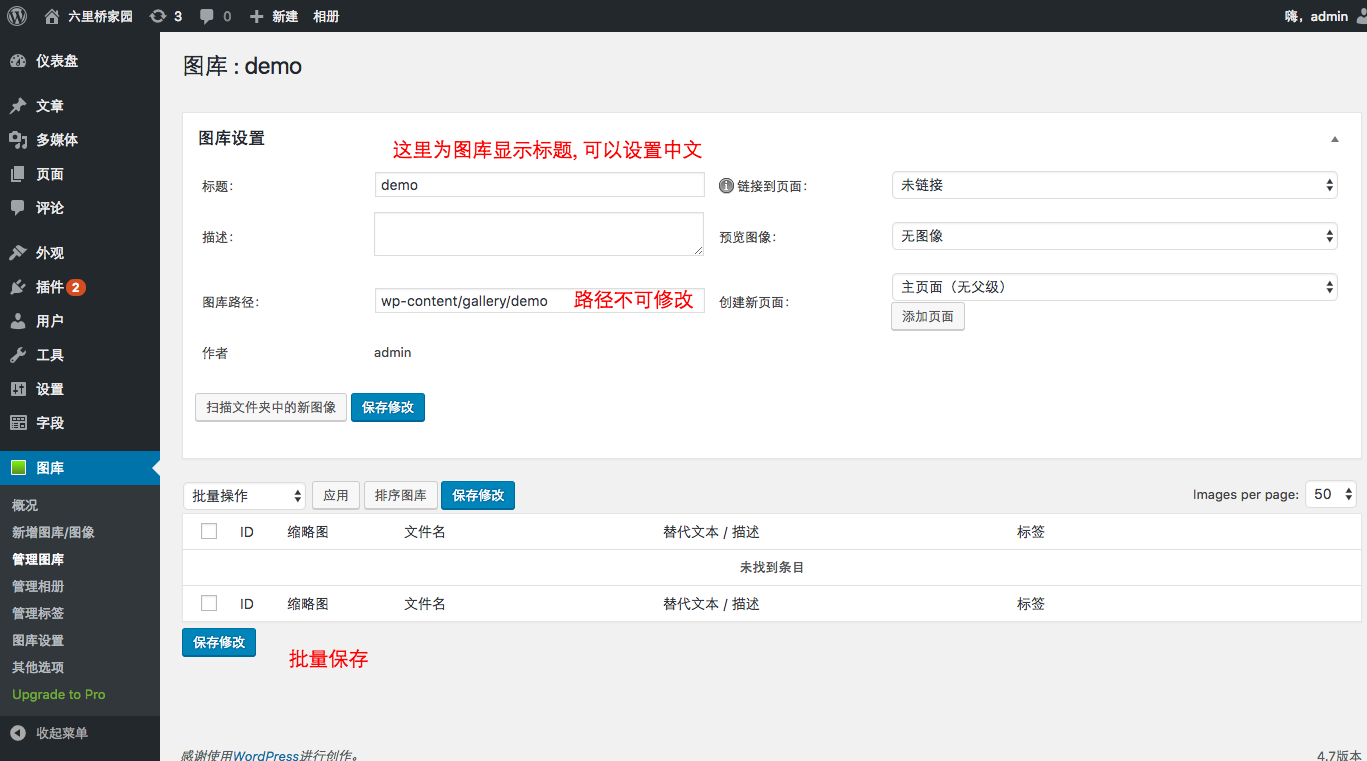 六里桥家园 3 0 新建 相册 嗨，admin
仪表盘
文章
多媒体
页面
评论
外观
插件 2
用户
工具
设置
字段
图库
概况
新增图库/图像
管理图库
管理相册
管理标签
图库设置
其他选项
Upgrade to Pro
收起菜单
图库 : demo
图库设置
这里为图库显示标题, 可以设置中文
标题: demo 链接到页面: 未链接
描述: 预览图像: 无图像
图库路径: wp-content/gallery/demo 路径不可修改 创建新页面: 主页面（无父级）
添加页面
作者 admin
扫描文件夹中的新图像 保存修改
批量操作 应用 排序图库 保存修改 Images per page: 50
ID 缩略图 文件名 替代文本 / 描述 标签
未找到条目
ID 缩略图 文件名 替代文本 / 描述 标签
保存修改
批量保存
感谢使用WordPress进行创作。 4.7版本